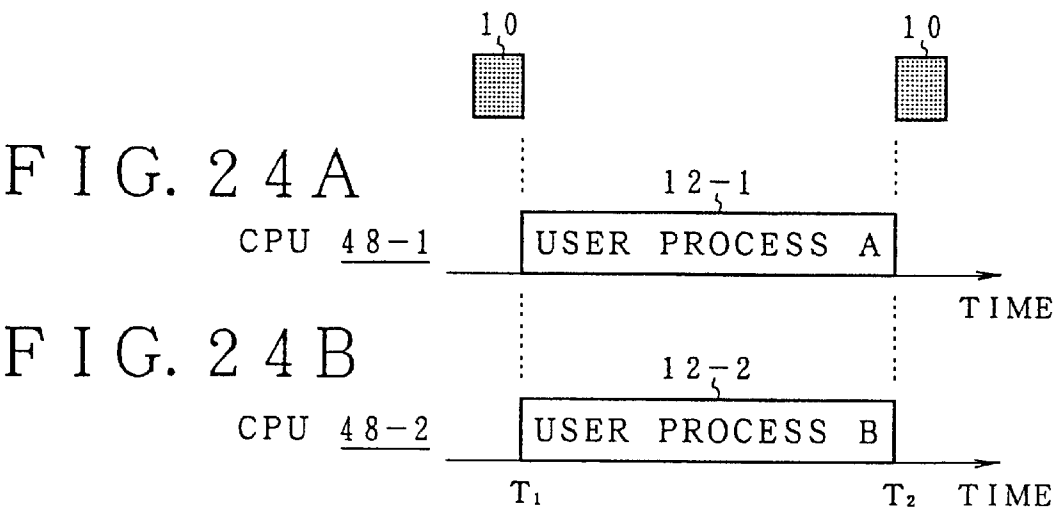 10 10
FIG. 24A
12-1
CPU 48-1 USER PROCESS A
TIME
FIG. 24B
12-2
CPU 48-2 USER PROCESS B
T₁ T₂ TIME